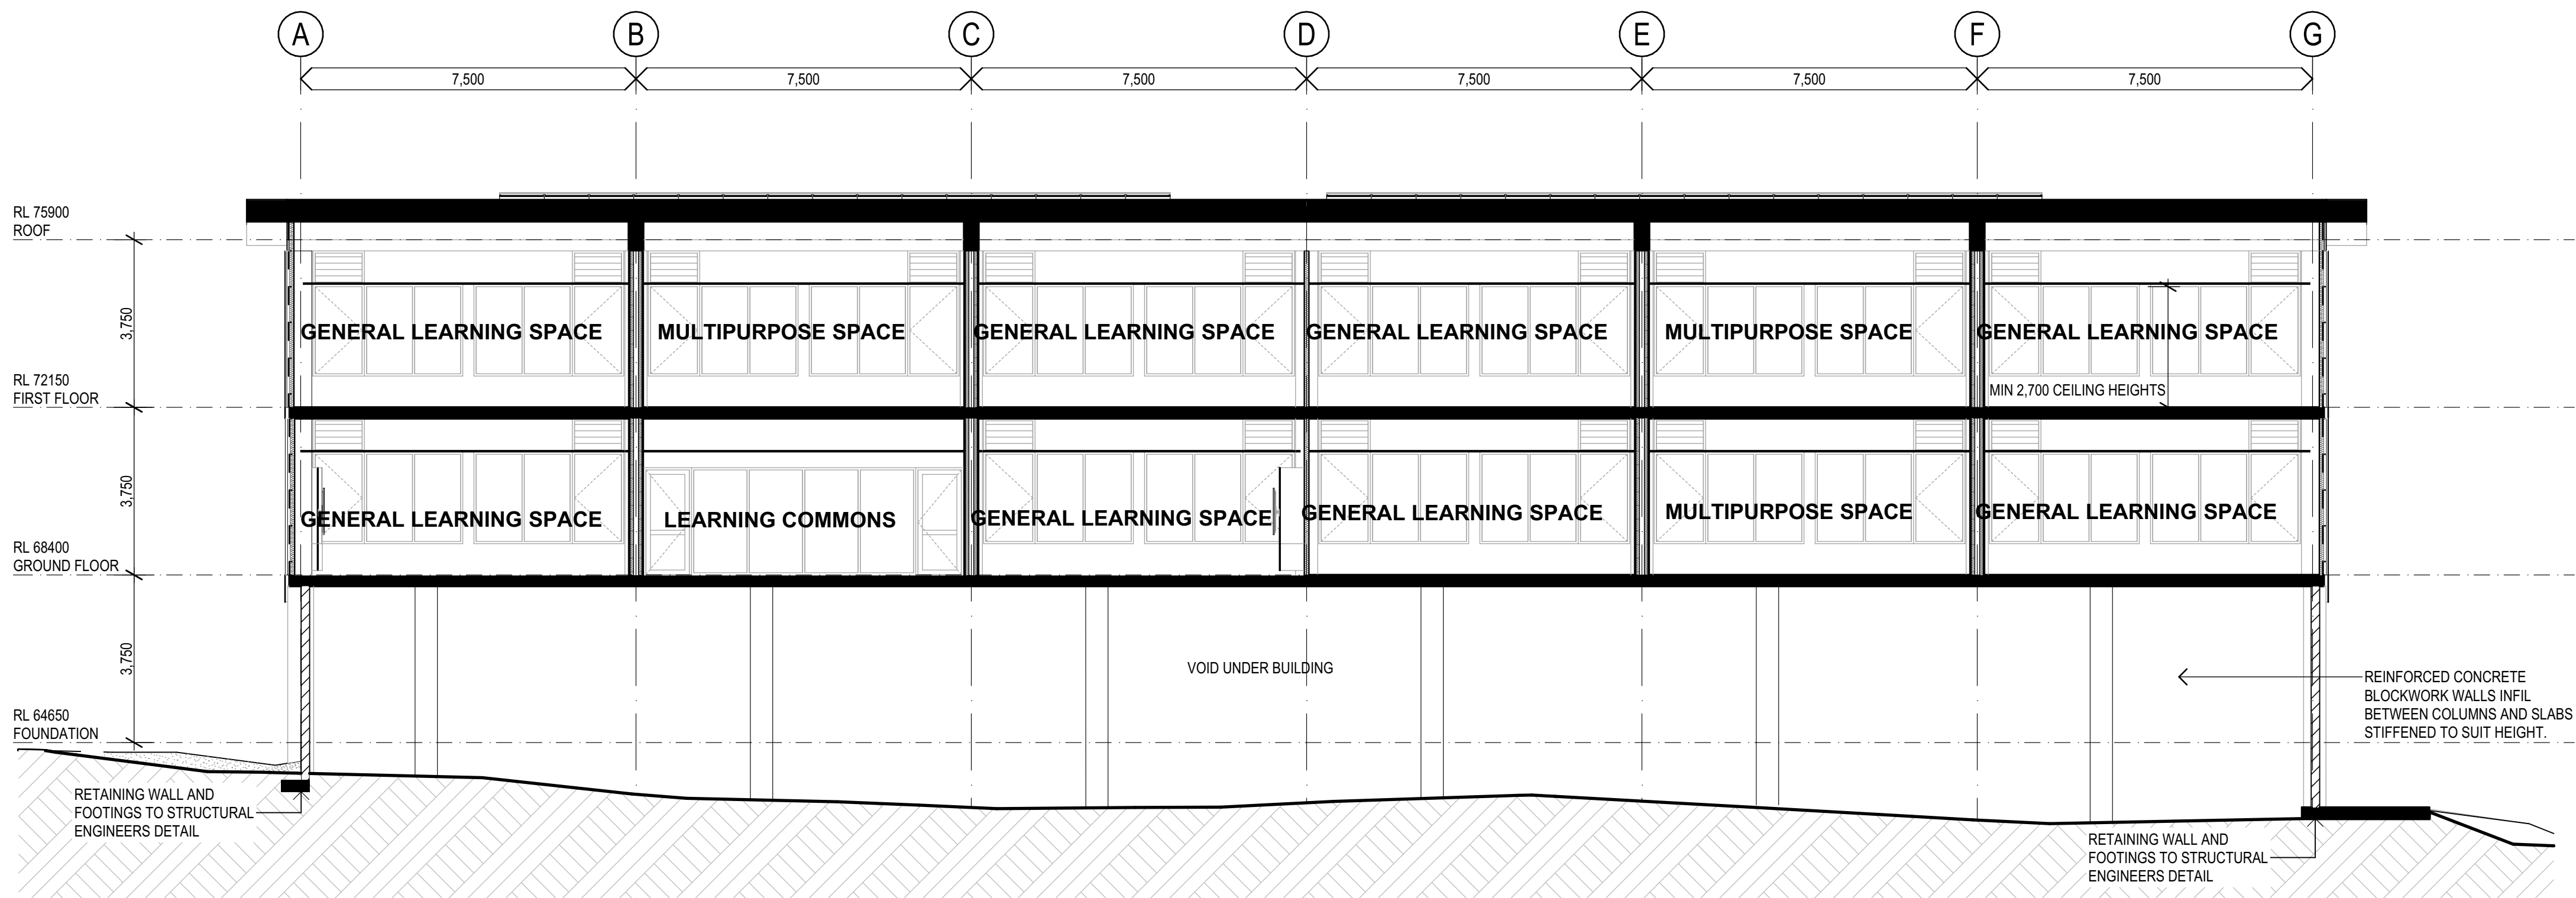 A
B
C
D
E
F
G
7,500
7,500
7,500
7,500
7,500
7,500
RL 75900
ROOF
3,750
GENERAL LEARNING SPACE
MULTIPURPOSE SPACE
GENERAL LEARNING SPACE
GENERAL LEARNING SPACE
MULTIPURPOSE SPACE
GENERAL LEARNING SPACE
MIN 2,700 CEILING HEIGHTS
RL 72150
FIRST FLOOR
3,750
GENERAL LEARNING SPACE
LEARNING COMMONS
GENERAL LEARNING SPACE
GENERAL LEARNING SPACE
MULTIPURPOSE SPACE
GENERAL LEARNING SPACE
RL 68400
GROUND FLOOR
3,750
VOID UNDER BUILDING
REINFORCED CONCRETE
BLOCKWORK WALLS INFIL
BETWEEN COLUMNS AND SLABS
STIFFENED TO SUIT HEIGHT.
RL 64650
FOUNDATION
RETAINING WALL AND
FOOTINGS TO STRUCTURAL
ENGINEERS DETAIL
RETAINING WALL AND
FOOTINGS TO STRUCTURAL
ENGINEERS DETAIL